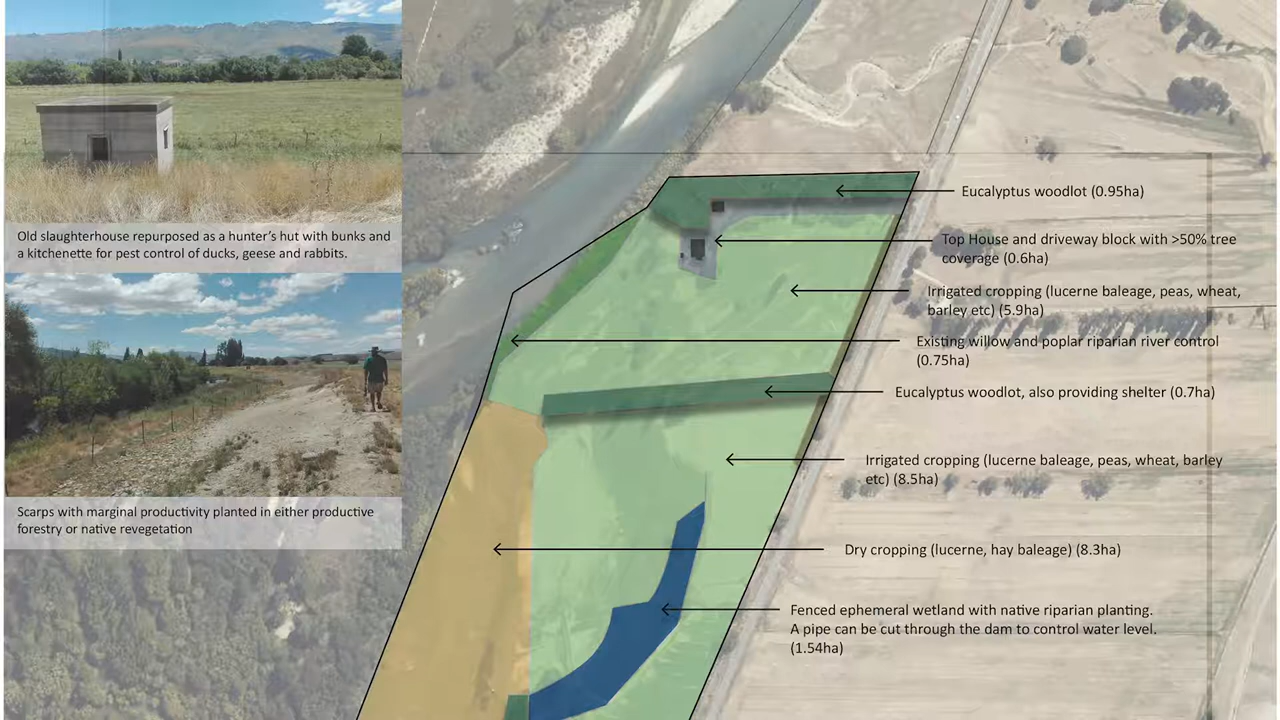 Old slaughterhouse repurposed as a hunter's hut with bunks and
a kitchenette for pest control of ducks, geese and rabbits.
Scarps with marginal productivity planted in either productive
forestry or native revegetation
Eucalyptus woodlot (0.95ha)
Top House and driveway block with >50% tree
coverage (0.6ha)
Irrigated cropping (lucerne baleage, peas, wheat,
barley etc) (5.9ha)
Existing willow and poplar riparian river control
(0.75ha)
Eucalyptus woodlot, also providing shelter (0.7ha)
Irrigated cropping (lucerne baleage, peas, wheat, barley
etc) (8.5ha)
Dry cropping (lucerne, hay baleage) (8.3ha)
Fenced ephemeral wetland with native riparian planting.
A pipe can be cut through the dam to control water level.
(1.54ha)